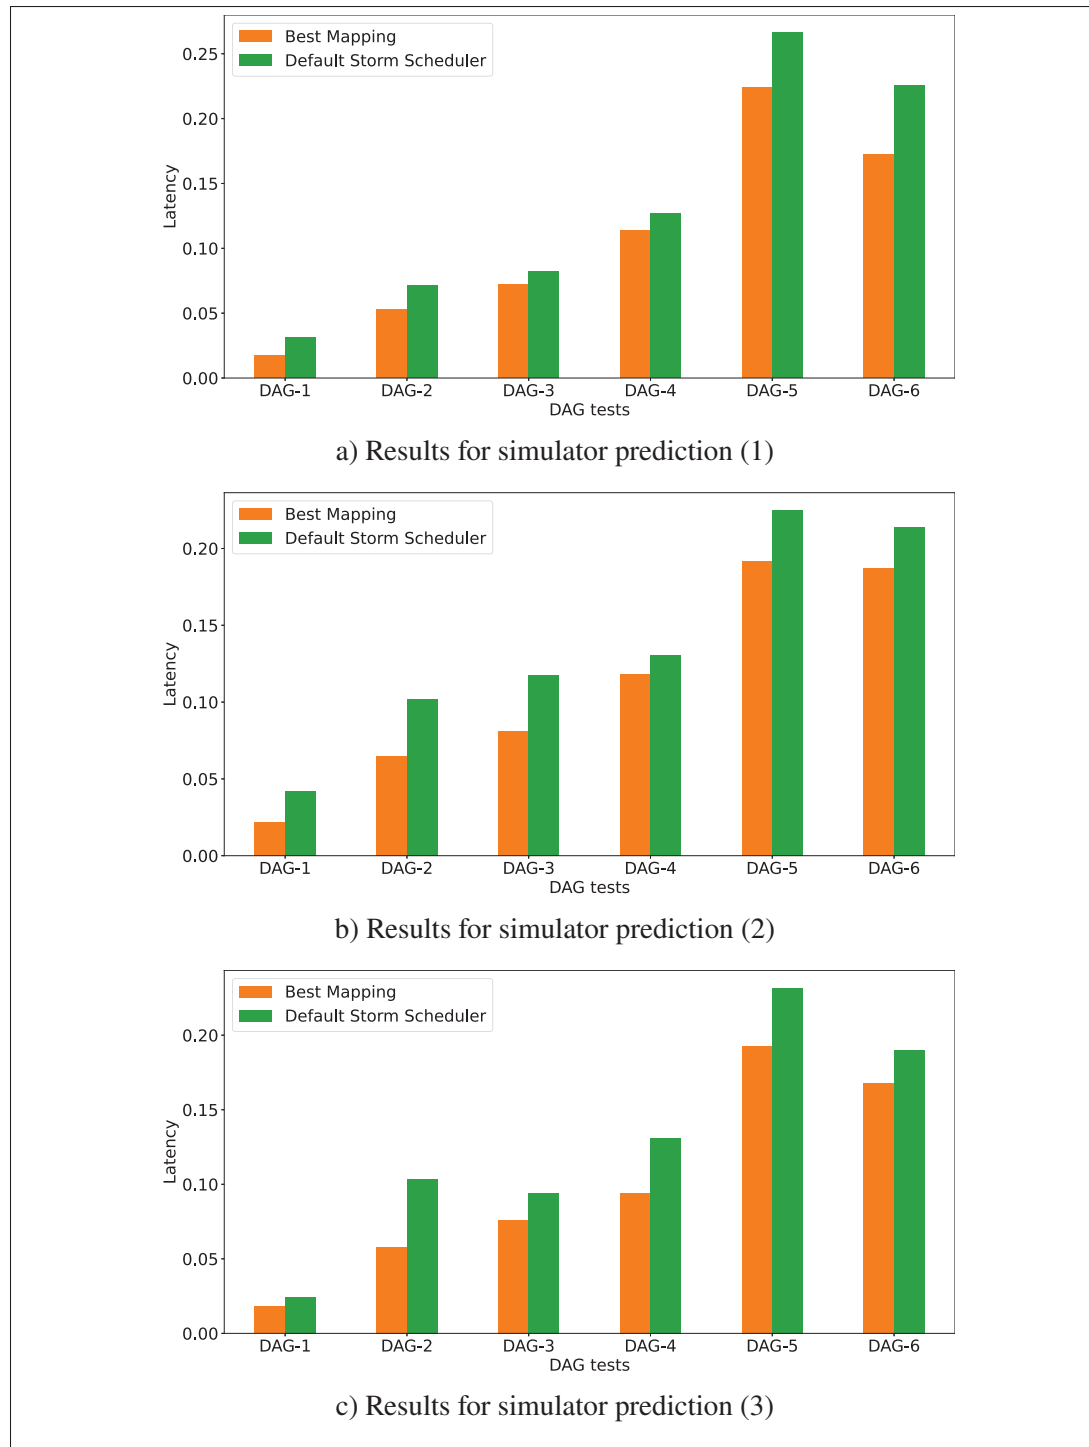 Best Mapping
Default Storm Scheduler
Latency
0.25
0.20
0.15
0.10
0.05
0.00
DAG-1 DAG-2 DAG-3 DAG-4 DAG-5 DAG-6
DAG tests
a) Results for simulator prediction (1)
Best Mapping
Default Storm Scheduler
Latency
0.20
0.15
0.10
0.05
0.00
DAG-1 DAG-2 DAG-3 DAG-4 DAG-5 DAG-6
DAG tests
b) Results for simulator prediction (2)
Best Mapping
Default Storm Scheduler
Latency
0.20
0.15
0.10
0.05
0.00
DAG-1 DAG-2 DAG-3 DAG-4 DAG-5 DAG-6
DAG tests
c) Results for simulator prediction (3)